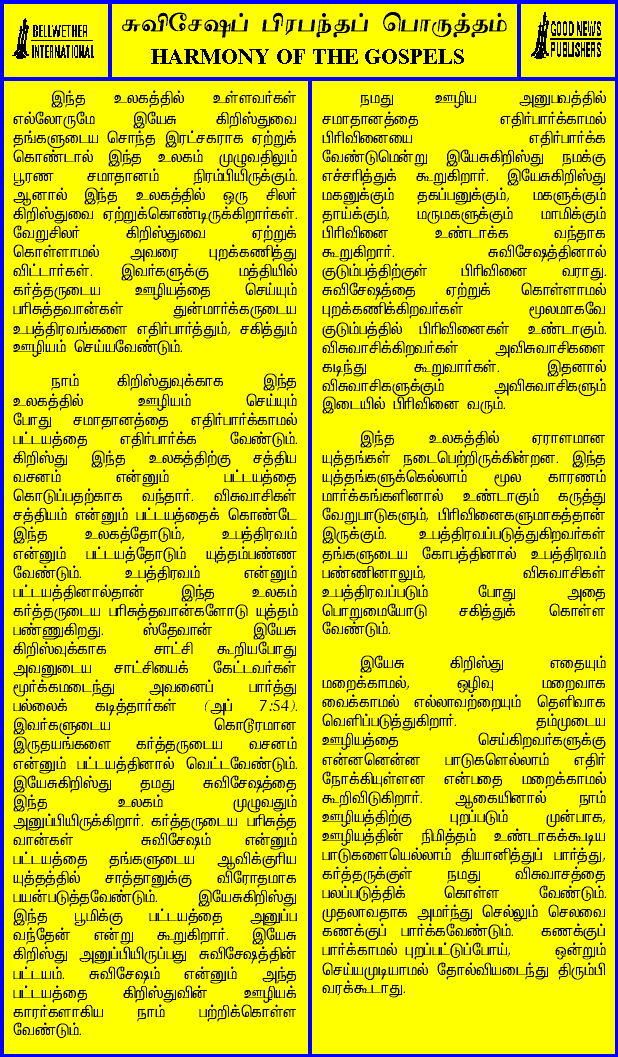 BELLWETHER
INTERNATIONAL
சுவிசேஷப் பிரபந்தப் பொருத்தம்
HARMONY OF THE GOSPELS
GOOD NEWS
PUBLISHERS
இந்த உலகத்தில் உள்ளவர்கள்
எல்லோருமே இயேசு கிறிஸ்துவை
தங்களுடைய சொந்த இரட்சகராக ஏற்றுக்
கொண்டால் இந்த உலகம் முழுவதிலும்
பூரண சமாதானம் நிரம்பியிருக்கும்.
ஆனால் இந்த உலகத்தில் ஒரு சிலர்
கிறிஸ்துவை ஏற்றுக்கொண்டிருக்கிறார்கள்.
வேறுசிலர் கிறிஸ்துவை ஏற்றுக்
கொள்ளாமல் அவரை புறக்கணித்து
விட்டார்கள். இவர்களுக்கு மத்தியில்
கர்த்தருடைய ஊழியத்தை செய்யும்
பரிசுத்தவான்கள் துன்மார்க்கருடைய
உபத்திரவங்களை எதிர்பார்த்தும், சகித்தும்
ஊழியம் செய்யவேண்டும்.
நாம் கிறிஸ்துவுக்காக இந்த
உலகத்தில் ஊழியம் செய்யும்
போது சமாதானத்தை எதிர்பார்க்காமல்
பட்டயத்தை எதிர்பார்க்க வேண்டும்.
கிறிஸ்து இந்த உலகத்திற்கு சத்திய
வசனம் என்னும் பட்டயத்தை
கொடுப்பதற்காக வந்தார். விசுவாசிகள்
சத்தியம் என்னும் பட்டயத்தைக் கொண்டே
இந்த உலகத்தோடும், உபத்திரவம்
என்னும் பட்டயத்தோடும் யுத்தம்பண்ண
வேண்டும். உபத்திரவம் என்னும்
பட்டயத்தினால்தான் இந்த உலகம்
கர்த்தருடைய பரிசுத்தவான்களோடு யுத்தம்
பண்ணுகிறது. ஸ்தேவான் இயேசு
கிறிஸ்வுக்காக சாட்சி கூறியபோது
அவனுடைய சாட்சியைக் கேட்டவர்கள்
மூர்க்கமடைந்து அவனைப் பார்த்து
பல்லைக் கடித்தார்கள் (அப் 7:54).
இவர்களுடைய கொடூரமான
இருதயங்களை கர்த்தருடைய வசனம்
என்னும் பட்டயத்தினால் வெட்டவேண்டும்.
இயேசுகிறிஸ்து தமது சுவிசேஷத்தை
இந்த உலகம் முழுவதும்
அனுப்பியிருக்கிறார். கர்த்தருடைய பரிசுத்த
வான்கள் சுவிசேஷம் என்னும்
பட்டயத்தை தங்களுடைய ஆவிக்குரிய
யுத்தத்தில் சாத்தானுக்கு விரோதமாக
பயன்படுத்தவேண்டும். இயேசுகிறிஸ்து
இந்த பூமிக்கு பட்டயத்தை அனுப்ப
வந்தேன் என்று கூறுகிறார். இயேசு
கிறிஸ்து அனுப்பியிருப்பது சுவிசேஷத்தின்
பட்டயம். சுவிசேஷம் என்னும் அந்த
பட்டயத்தை கிறிஸ்துவின் ஊழியக்
காரர்களாகிய நாம் பற்றிக்கொள்ள
வேண்டும்.
நமது ஊழிய அனுபவத்தில்
சமாதானத்தை எதிர்பார்க்காமல்
பிரிவினையை எதிர்பார்க்க
வேண்டுமென்று இயேசுகிறிஸ்து நமக்கு
எச்சரித்துக் கூறுகிறார். இயேசுகிறிஸ்து
மகனுக்கும் தகப்பனுக்கும், மகளுக்கும்
தாய்க்கும், மருமகளுக்கும் மாமிக்கும்
பிரிவினை உண்டாக்க வந்தாக
கூறுகிறார். சுவிசேஷத்தினால்
குடும்பத்திற்குள் பிரிவினை வராது.
சுவிசேஷத்தை ஏற்றுக் கொள்ளாமல்
புறக்கணிக்கிறவர்கள் மூலமாகவே
குடும்பத்தில் பிரிவினைகள் உண்டாகும்.
விசுவாசிக்கிறவர்கள் அவிசுவாசிகளை
கடிந்து கூறுவார்கள். இதனால்
விசுவாசிகளுக்கும் அவிசுவாசிகளும்
இடையில் பிரிவினை வரும்.
இந்த உலகத்தில் ஏராளமான
யுத்தங்கள் நடைபெற்றிருக்கின்றன. இந்த
யுத்தங்களுக்கெல்லாம் மூல காரணம்
மார்க்கங்களினால் உண்டாகும் கருத்து
வேறுபாடுகளும், பிரிவினைகளுமாகத்தான்
இருக்கும். உபத்திரவப்படுத்துகிறவர்கள்
தங்களுடைய கோபத்தினால் உபத்திரவம்
பண்ணினாலும், விசுவாசிகள்
உபத்திரவப்படும் போது அதை
பொறுமையோடு சகித்துக் கொள்ள
வேண்டும்.
இயேசு கிறிஸ்து எதையும்
மறைக்காமல், ஒழிவு மறைவாக
வைக்காமல் எல்லாவற்றையும் தெளிவாக
வெளிப்படுத்துகிறார். தம்முடைய
ஊழியத்தை செய்கிறவர்களுக்கு
என்னனென்ன பாடுகளெல்லாம் எதிர்
நோக்கியுள்ளன என்பதை மறைக்காமல்
கூறிவிடுகிறார். ஆகையினால் நாம்
ஊழியத்திற்கு புறப்படும் முன்பாக,
ஊழியத்தின் நிமித்தம் உண்டாகக்கூடிய
பாடுகளையெல்லாம் தியானித்துப் பார்த்து,
கர்த்தருக்குள் நமது விசுவாசத்தை
பலப்படுத்திக் கொள்ள வேண்டும்.
முதலாவதாக அமர்ந்து செல்லும் செலவை
கணக்குப் பார்க்கவேண்டும். கணக்குப்
பார்க்காமல் புறப்பட்டுப்போய், ஒன்றும்
செய்யமுடியாமல் தோல்வியடைந்து திரும்பி
வரக்கூடாது.